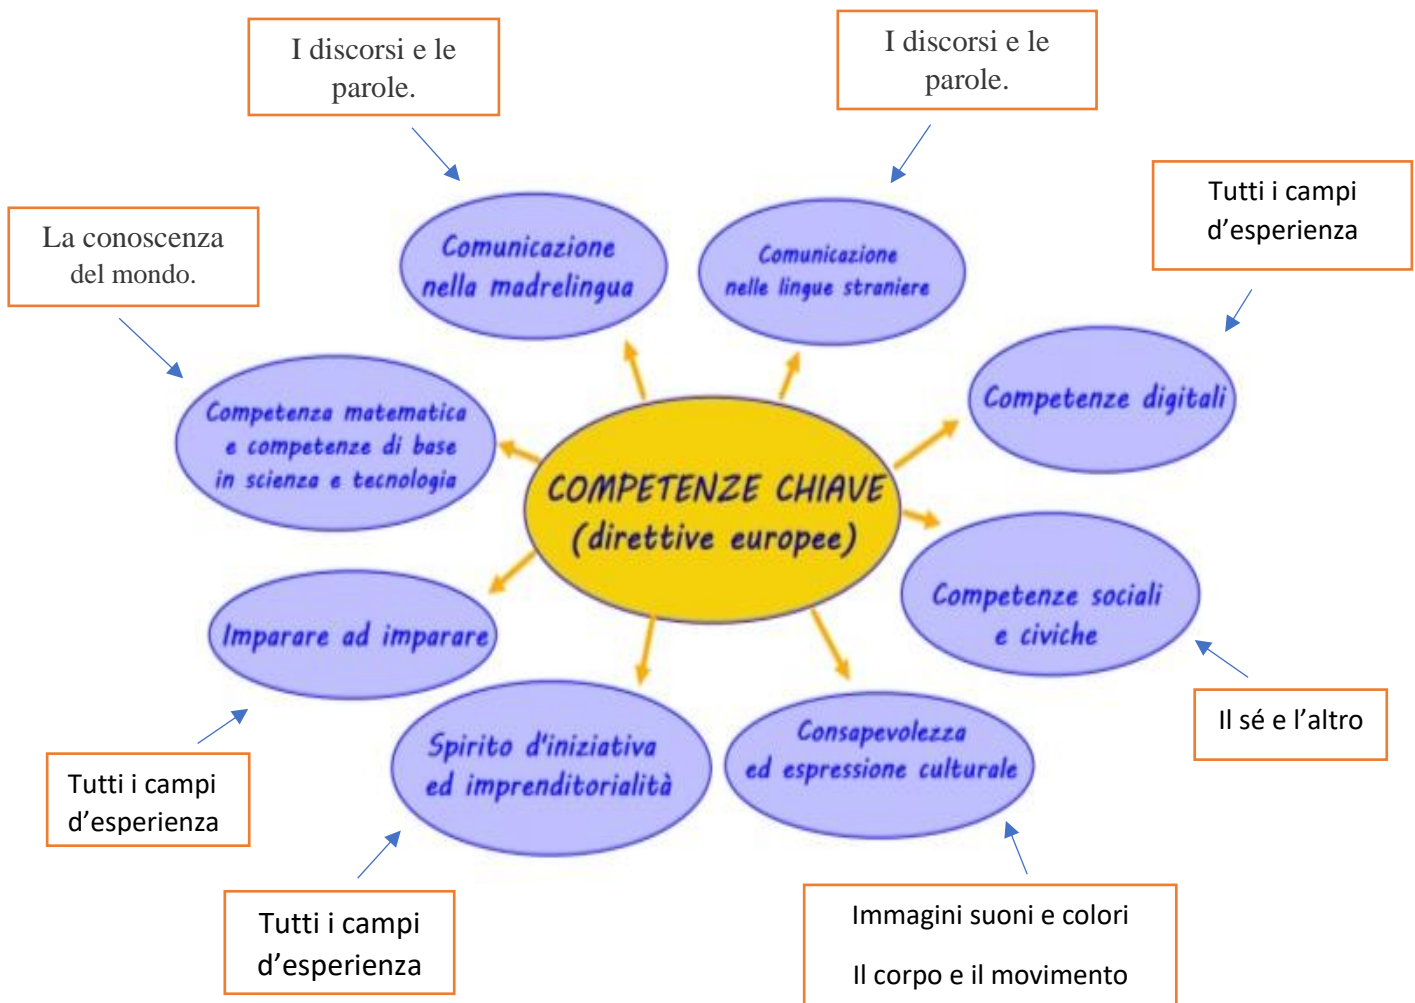 I discorsi e le
parole.
I discorsi e le
parole.
Tutti i campi
d'esperienza
La conoscenza
del mondo.
Comunicazione
nella madrelingua
Comunicazione
nelle lingue straniere
Competenze digitali
Competenza matematica
e competenze di base
in scienza e tecnologia
COMPETENZE CHIAVE
(direttive europee)
Competenze sociali
e civiche
Imparare ad imparare
Il sé e l’altro
Spirito d'iniziativa
ed imprenditorialità
Consapevolezza
ed espressione culturale
Tutti i campi
d'esperienza
Tutti i campi
d'esperienza
Immagini suoni e colori
Il corpo e il movimento